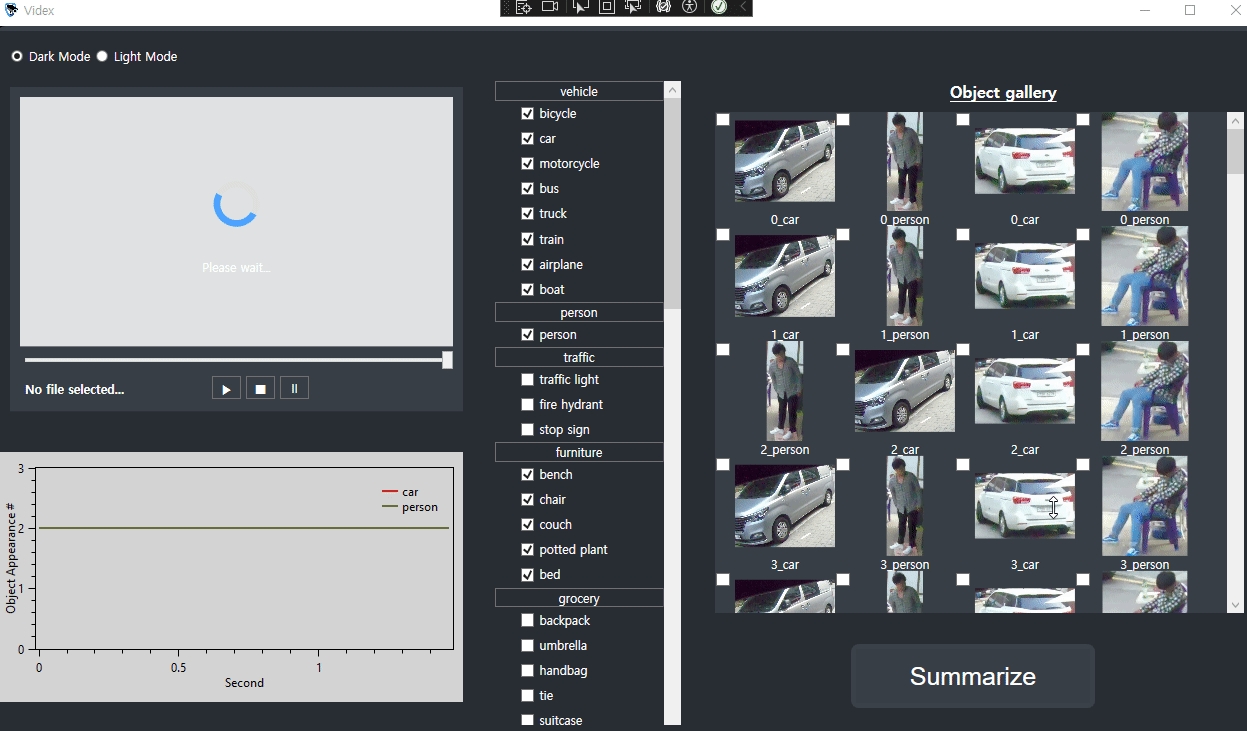 Videx
Dark Mode Light Mode
Please wait...
No file selected...
3
2
1
0
0 0.5 1
Object Appearance #
Second
car
person
vehicle
bicycle
car
motorcycle
bus
truck
train
airplane
boat
person
person
traffic
traffic light
fire hydrant
stop sign
furniture
bench
chair
couch
potted plant
bed
grocery
backpack
umbrella
handbag
tie
suitcase
Object gallery
0_car 0_person 0_car 0_person
1_car 1_person 1_car 1_person
2_person 2_car 2_car 2_person
3_car 3_person 3_car 3_person
Summarize